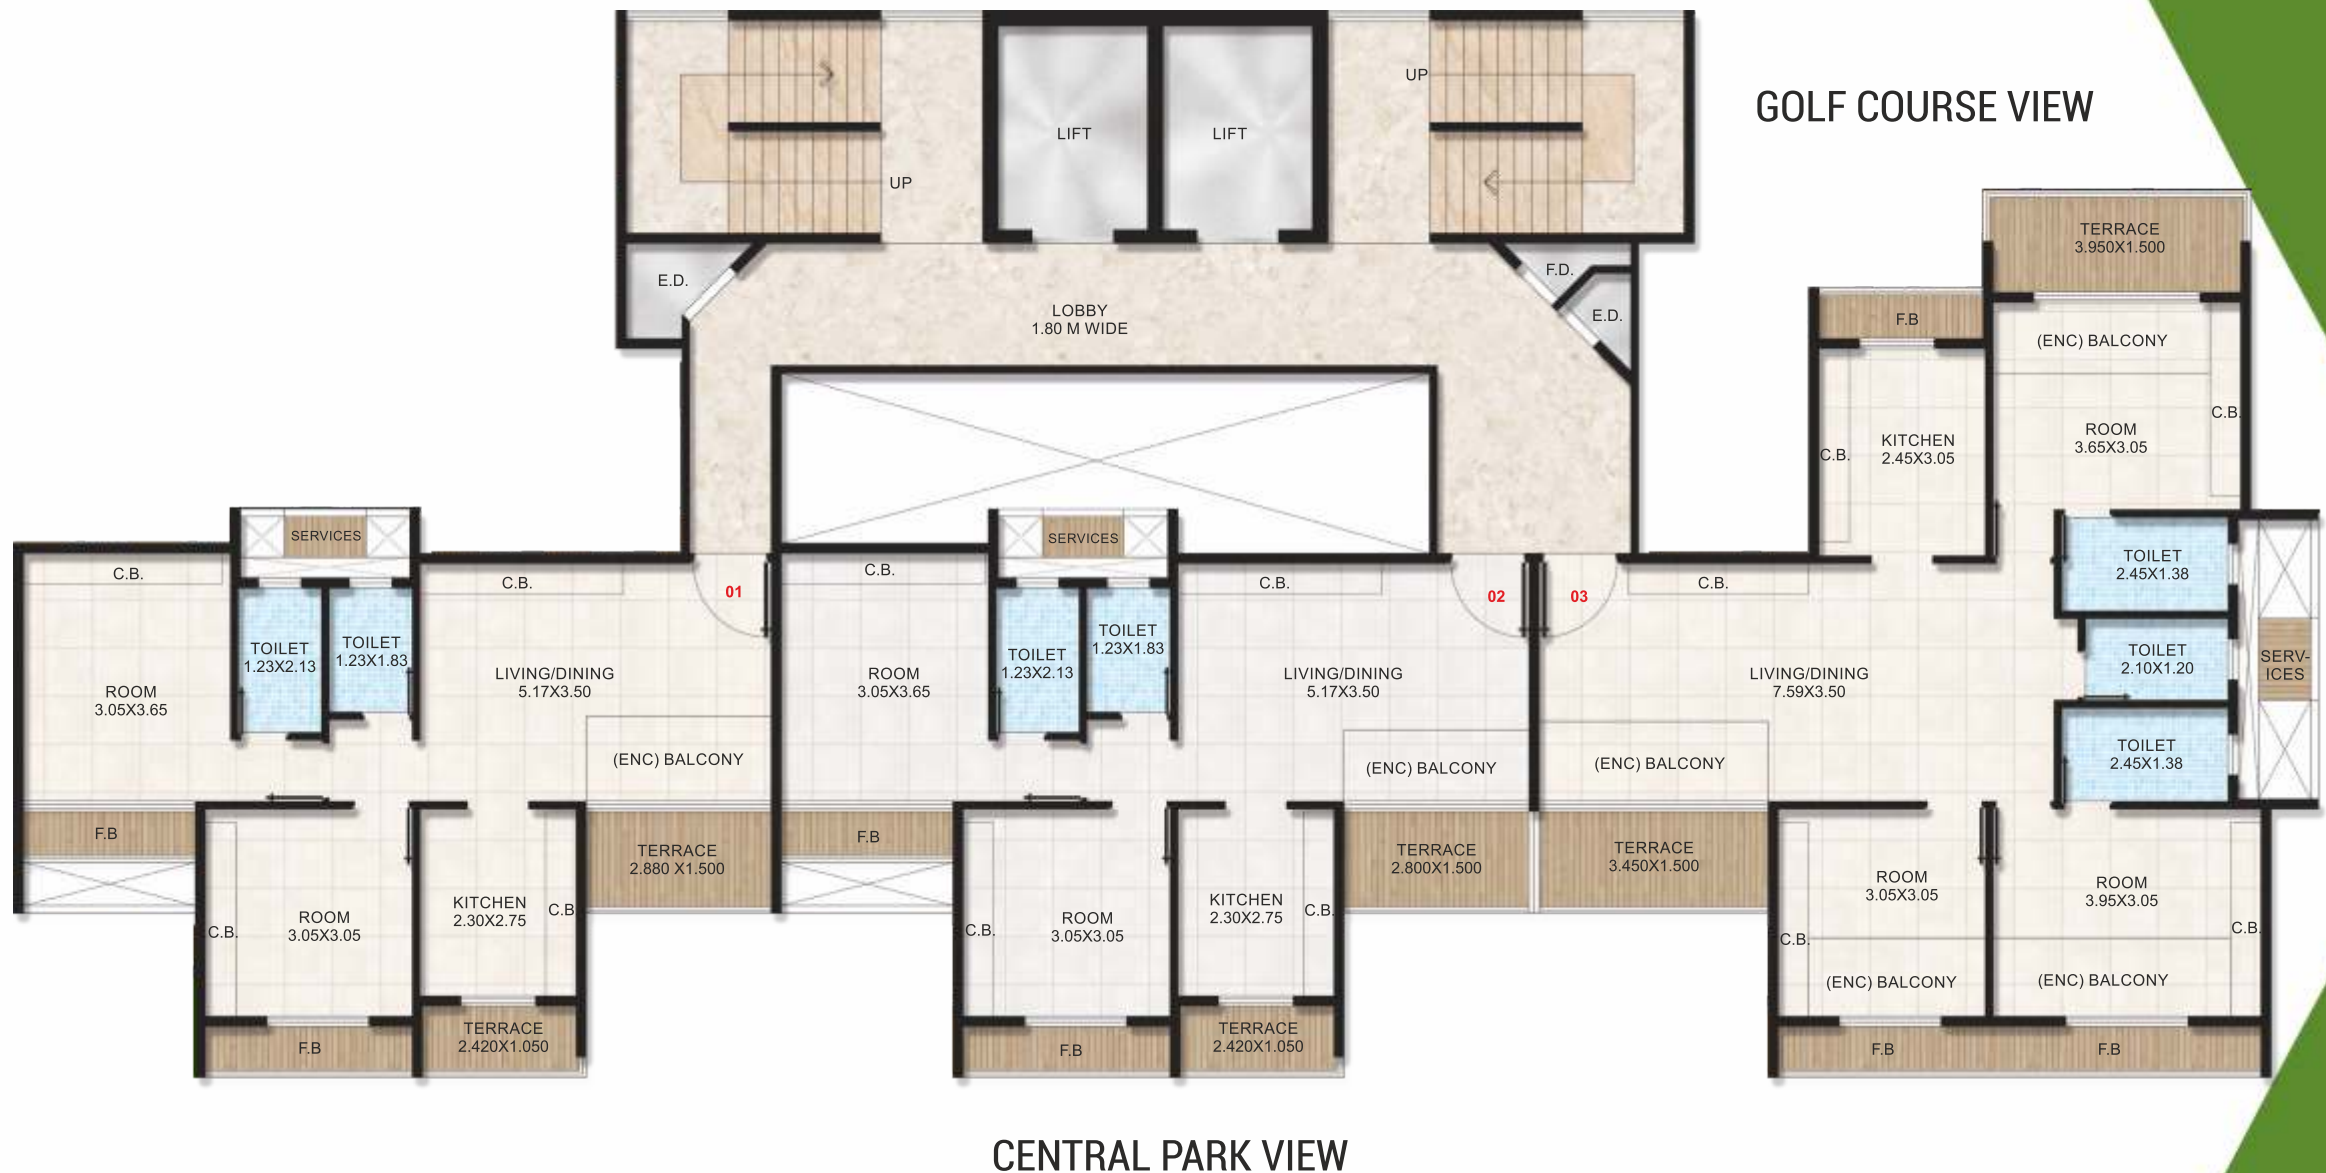 GOLF COURSE VIEW
UP
UP
LIFT
LIFT
E.D.
F.D.
E.D.
LOBBY
1.80 M WIDE
TERRACE
3.950X1.500
F.B
(ENC) BALCONY
C.B.
ROOM
3.65X3.05
KITCHEN
2.45X3.05
C.B.
SERVICES
C.B.
C.B.
01
TOILET
1.23X2.13
TOILET
1.23X1.83
ROOM
3.05X3.65
LIVING/DINING
5.17X3.50
(ENC) BALCONY
F.B
TERRACE
2.880 X1.500
ROOM
3.05X3.05
C.B.
KITCHEN
2.30X2.75
C.B
F.B
TERRACE
2.420X1.050
SERVICES
C.B.
C.B.
02
TOILET
1.23X2.13
TOILET
1.23X1.83
ROOM
3.05X3.65
LIVING/DINING
5.17X3.50
(ENC) BALCONY
F.B
TERRACE
2.800X1.500
ROOM
3.05X3.05
C.B.
KITCHEN
2.30X2.75
C.B.
F.B
TERRACE
2.420X1.050
03
C.B.
TOILET
2.45X1.38
TOILET
2.10X1.20
SERV-
ICES
LIVING/DINING
7.59X3.50
(ENC) BALCONY
TOILET
2.45X1.38
TERRACE
3.450X1.500
ROOM
3.05X3.05
ROOM
3.95X3.05
C.B.
C.B.
(ENC) BALCONY
(ENC) BALCONY
F.B
F.B
CENTRAL PARK VIEW